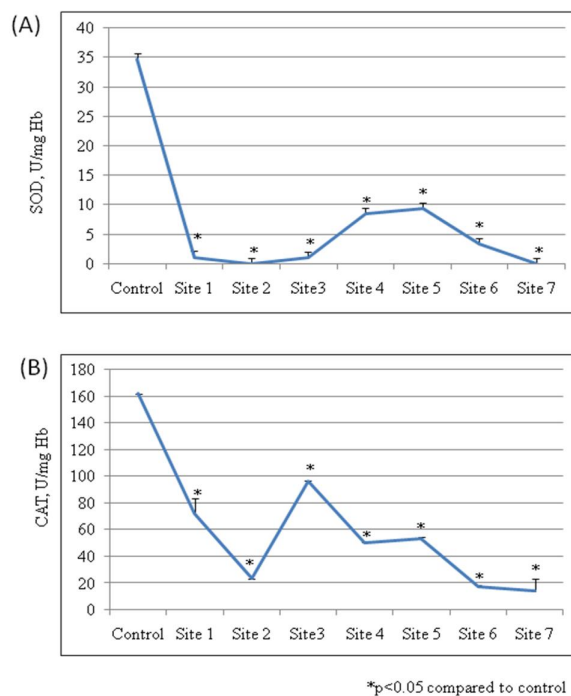 (A)
SOD, U/mg Hb
40
35
30
25
20
15
10
5
0
* * * * * * *
Control Site 1 Site 2 Site3 Site 4 Site 5 Site 6 Site 7
(B)
CAT, U/mg Hb
180
160
140
120
100
80
60
40
20
0
* * * * * * *
Control Site 1 Site 2 Site3 Site 4 Site 5 Site 6 Site 7
*p<0.05 compared to control